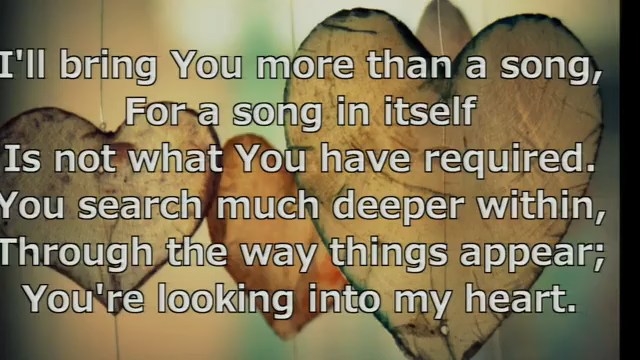 I'll bring You more than a song,
For a song in itself
Is not what You have required.
You search much deeper within,
Through the way things appear;
You're looking into my heart.